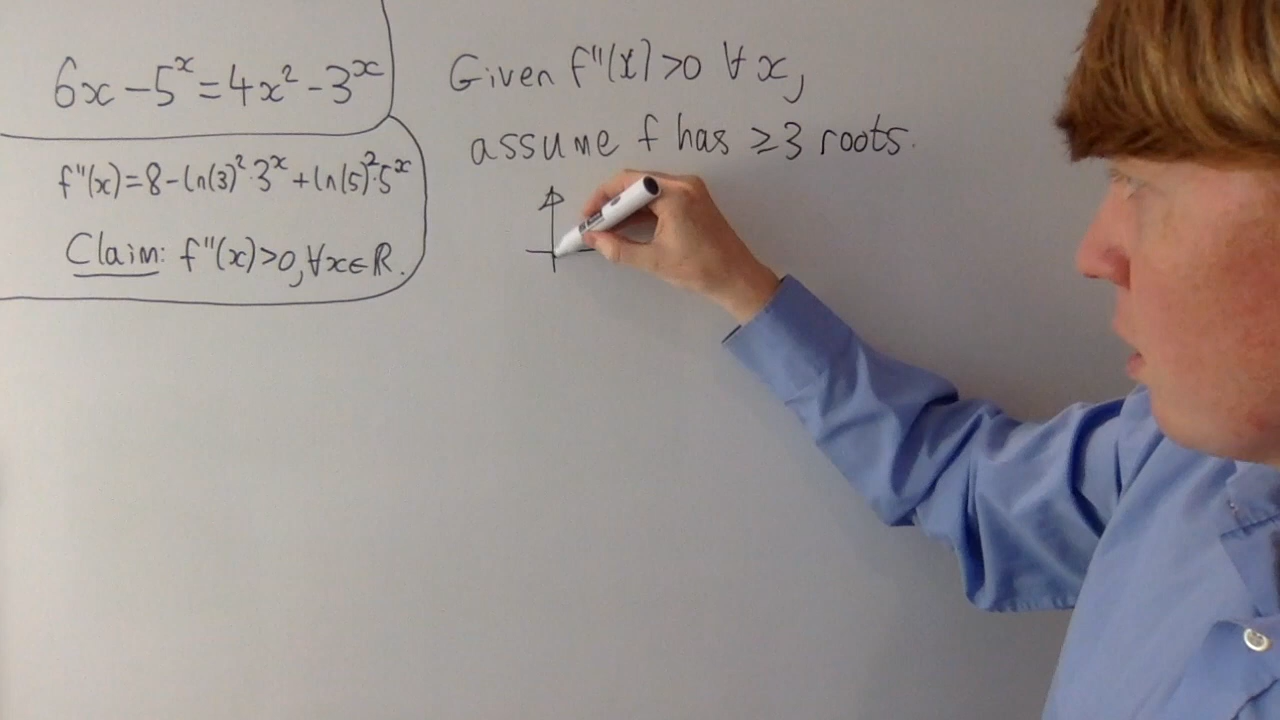 6x - 5^x = 4x² - 3^x
f''(x) = 8 - ln(3)²·3^x + ln(5)²·5^x
Claim: f''(x) > 0, ∀x ∈ ℝ.
Given f''(x) > 0 ∀x,
assume f has ≥3 roots.